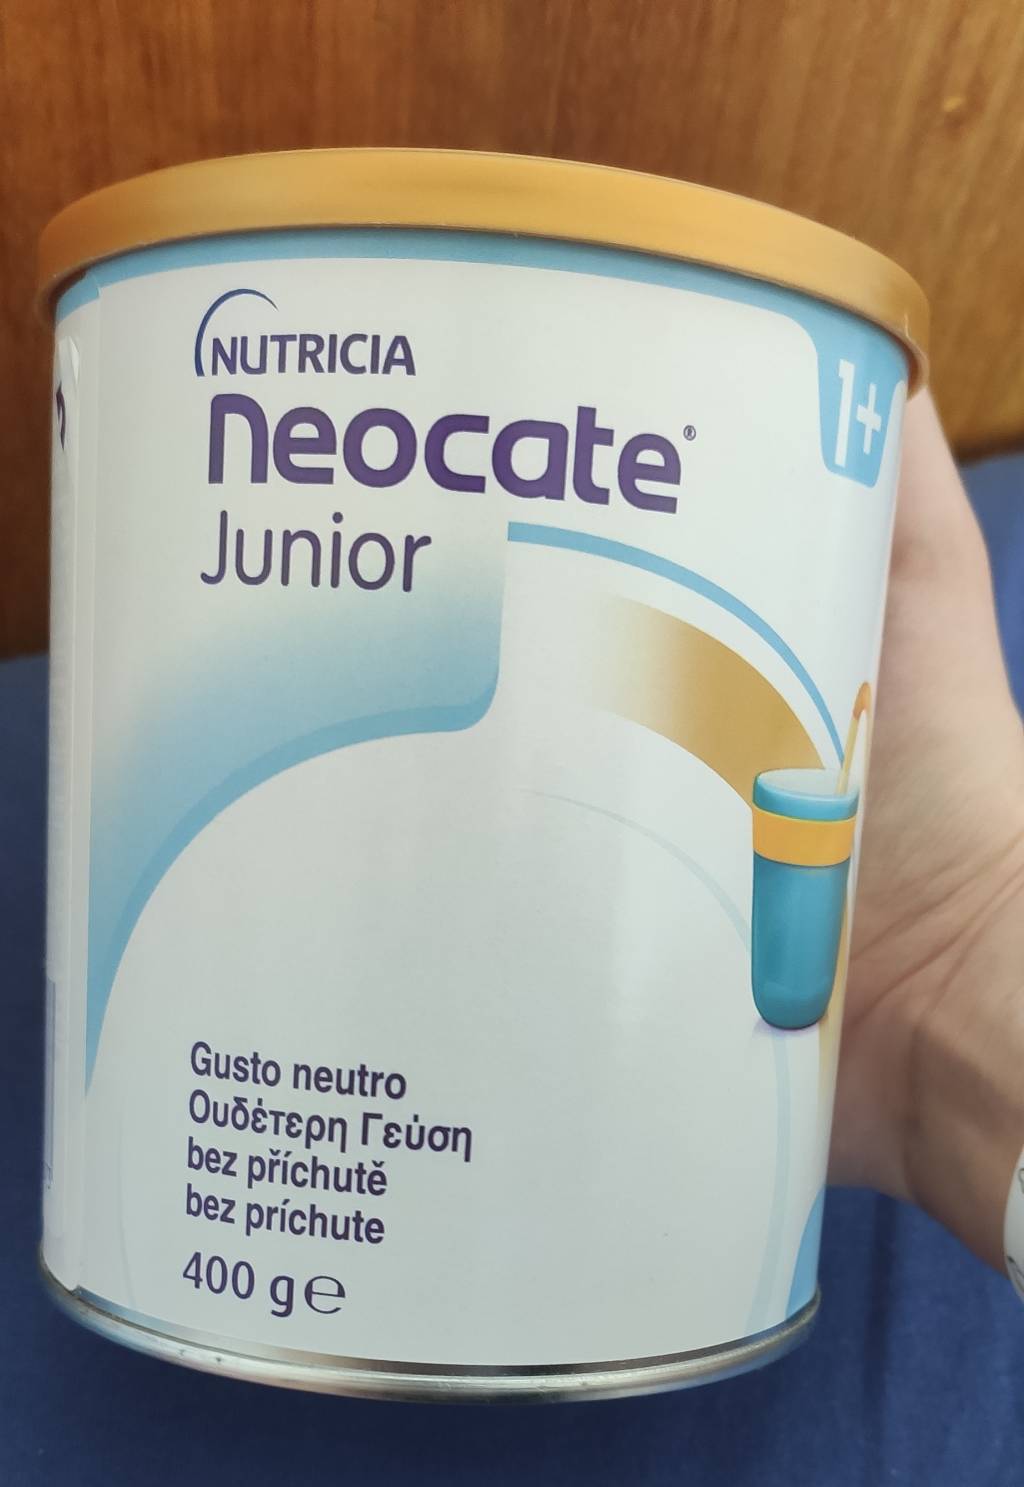 NUTRICIA
neocate®
Junior
1+
Gusto neutro
Ουδέτερη Γεύση
bez příchutě
bez príchute
400 g ℮